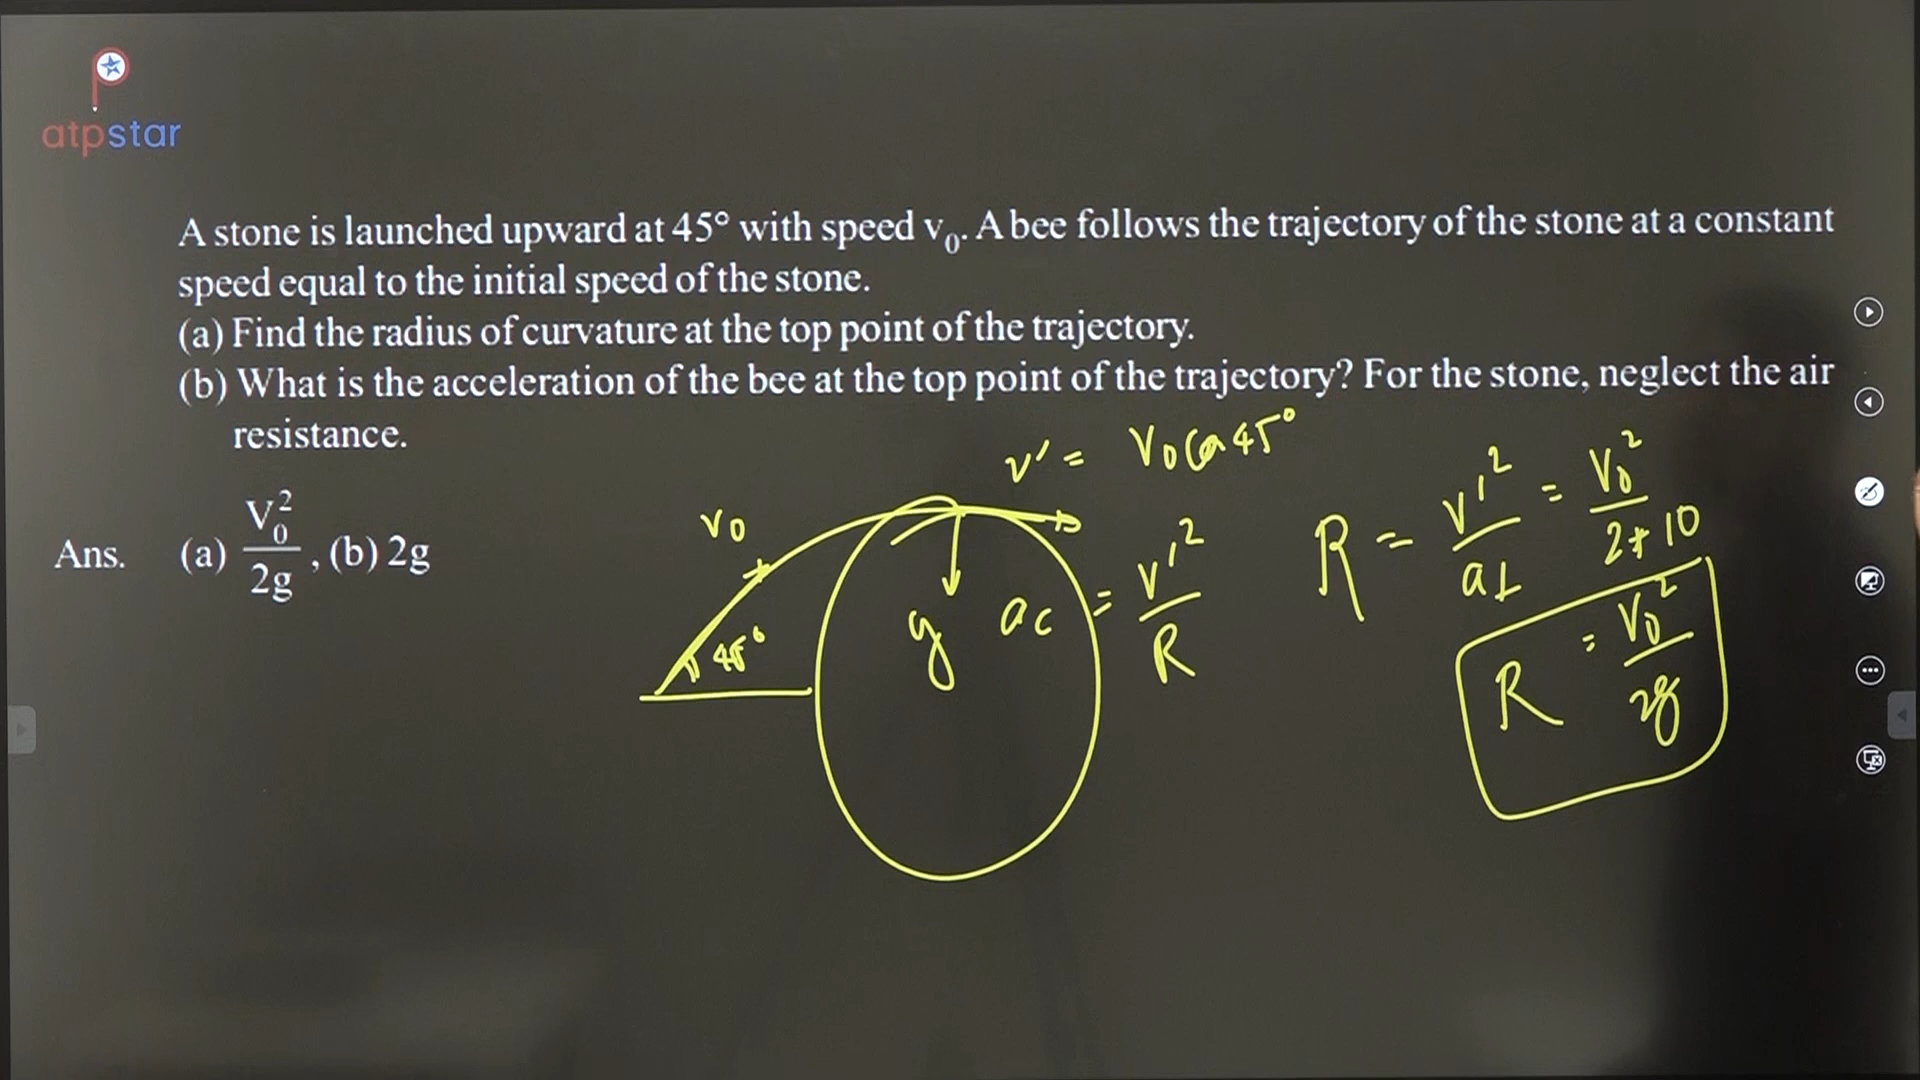 atpstar
A stone is launched upward at 45° with speed v₀. A bee follows the trajectory of the stone at a constant
speed equal to the initial speed of the stone.
(a) Find the radius of curvature at the top point of the trajectory.
(b) What is the acceleration of the bee at the top point of the trajectory? For the stone, neglect the air
resistance.
Ans. (a) V₀²/2g , (b) 2g
v' = V₀ Cos 45°
V₀
45°
g
a_c = v'²/R
R = v'²/a⊥ = V₀²/2*10
R = V₀²/2g